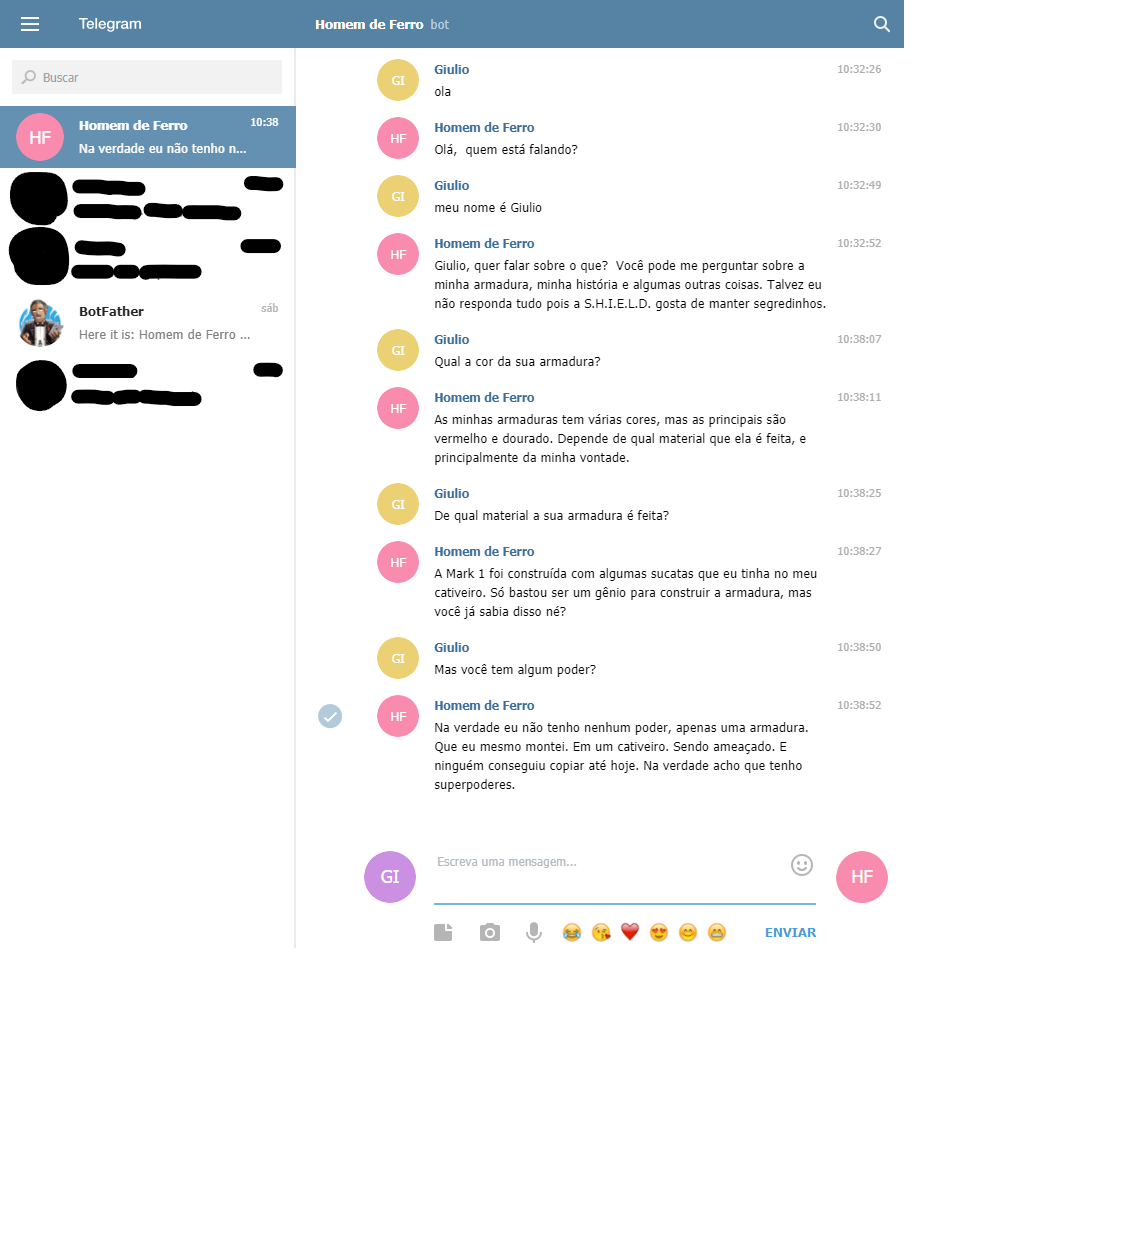 Telegram
Homem de Ferro bot
Buscar
HF
Homem de Ferro 10:38
Na verdade eu não tenho n...
BotFather sáb
Here it is: Homem de Ferro ...
GI
Giulio 10:32:26
ola
HF
Homem de Ferro 10:32:30
Olá,  quem está falando?
GI
Giulio 10:32:49
meu nome é Giulio
HF
Homem de Ferro 10:32:52
Giulio, quer falar sobre o que?  Você pode me perguntar sobre a
minha armadura, minha história e algumas outras coisas. Talvez eu
não responda tudo pois a S.H.I.E.L.D. gosta de manter segredinhos.
GI
Giulio 10:38:07
Qual a cor da sua armadura?
HF
Homem de Ferro 10:38:11
As minhas armaduras tem várias cores, mas as principais são
vermelho e dourado. Depende de qual material que ela é feita, e
principalmente da minha vontade.
GI
Giulio 10:38:25
De qual material a sua armadura é feita?
HF
Homem de Ferro 10:38:27
A Mark 1 foi construída com algumas sucatas que eu tinha no meu
cativeiro. Só bastou ser um gênio para construir a armadura, mas
você já sabia disso né?
GI
Giulio 10:38:50
Mas você tem algum poder?
HF
Homem de Ferro 10:38:52
Na verdade eu não tenho nenhum poder, apenas uma armadura.
Que eu mesmo montei. Em um cativeiro. Sendo ameaçado. E
ninguém conseguiu copiar até hoje. Na verdade acho que tenho
superpoderes.
GI
Escreva uma mensagem...
HF
ENVIAR